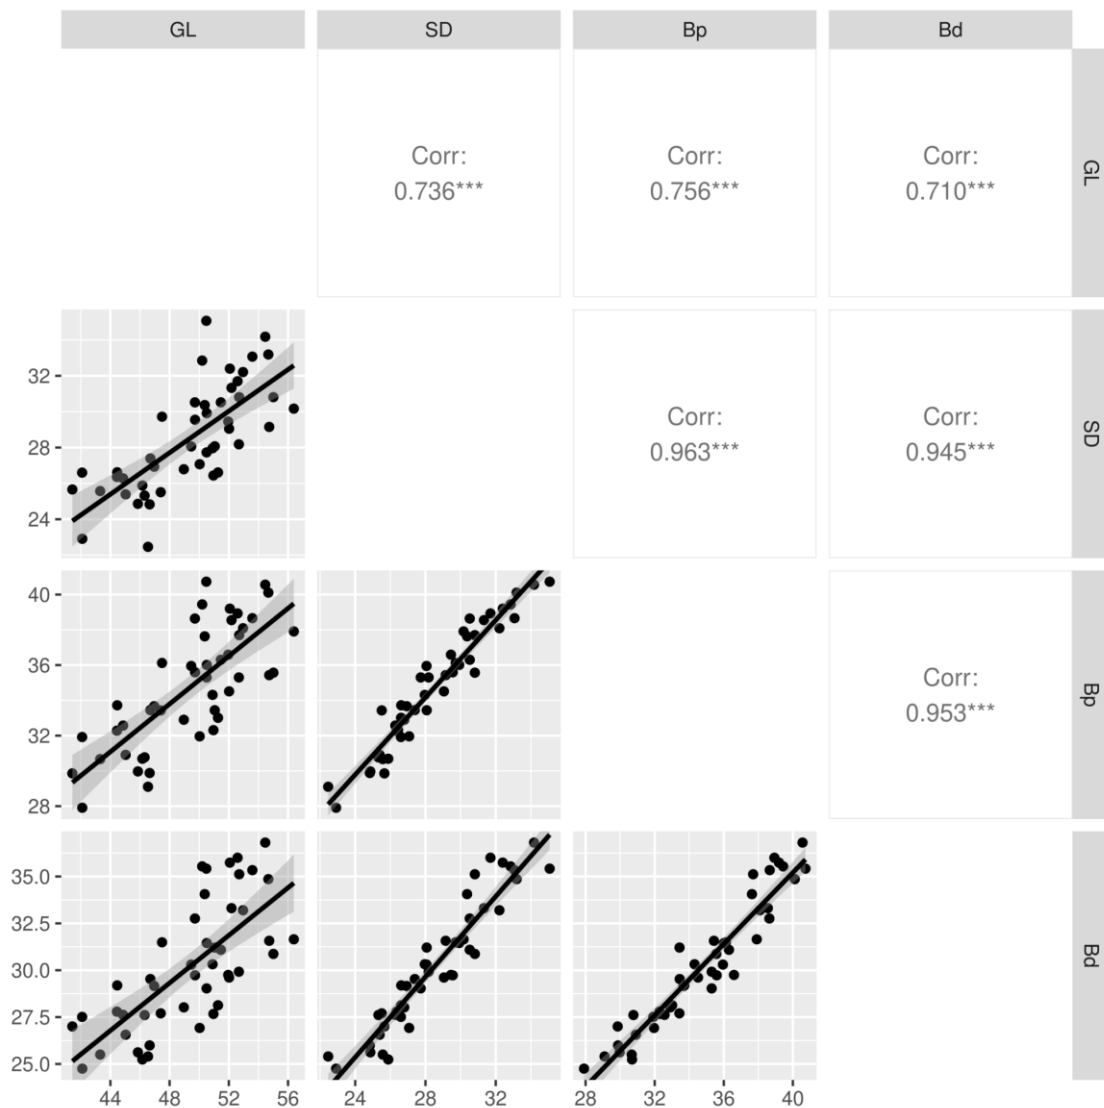 GL SD Bp Bd
Corr: Corr: Corr:
0.736*** 0.756*** 0.710***
GL
32
28
24
Corr: Corr:
0.963*** 0.945***
SD
40
36
32
28
Corr:
0.953***
Bp
35.0
32.5
30.0
27.5
25.0
Bd
44 48 52 56 24 28 32 28 32 36 40